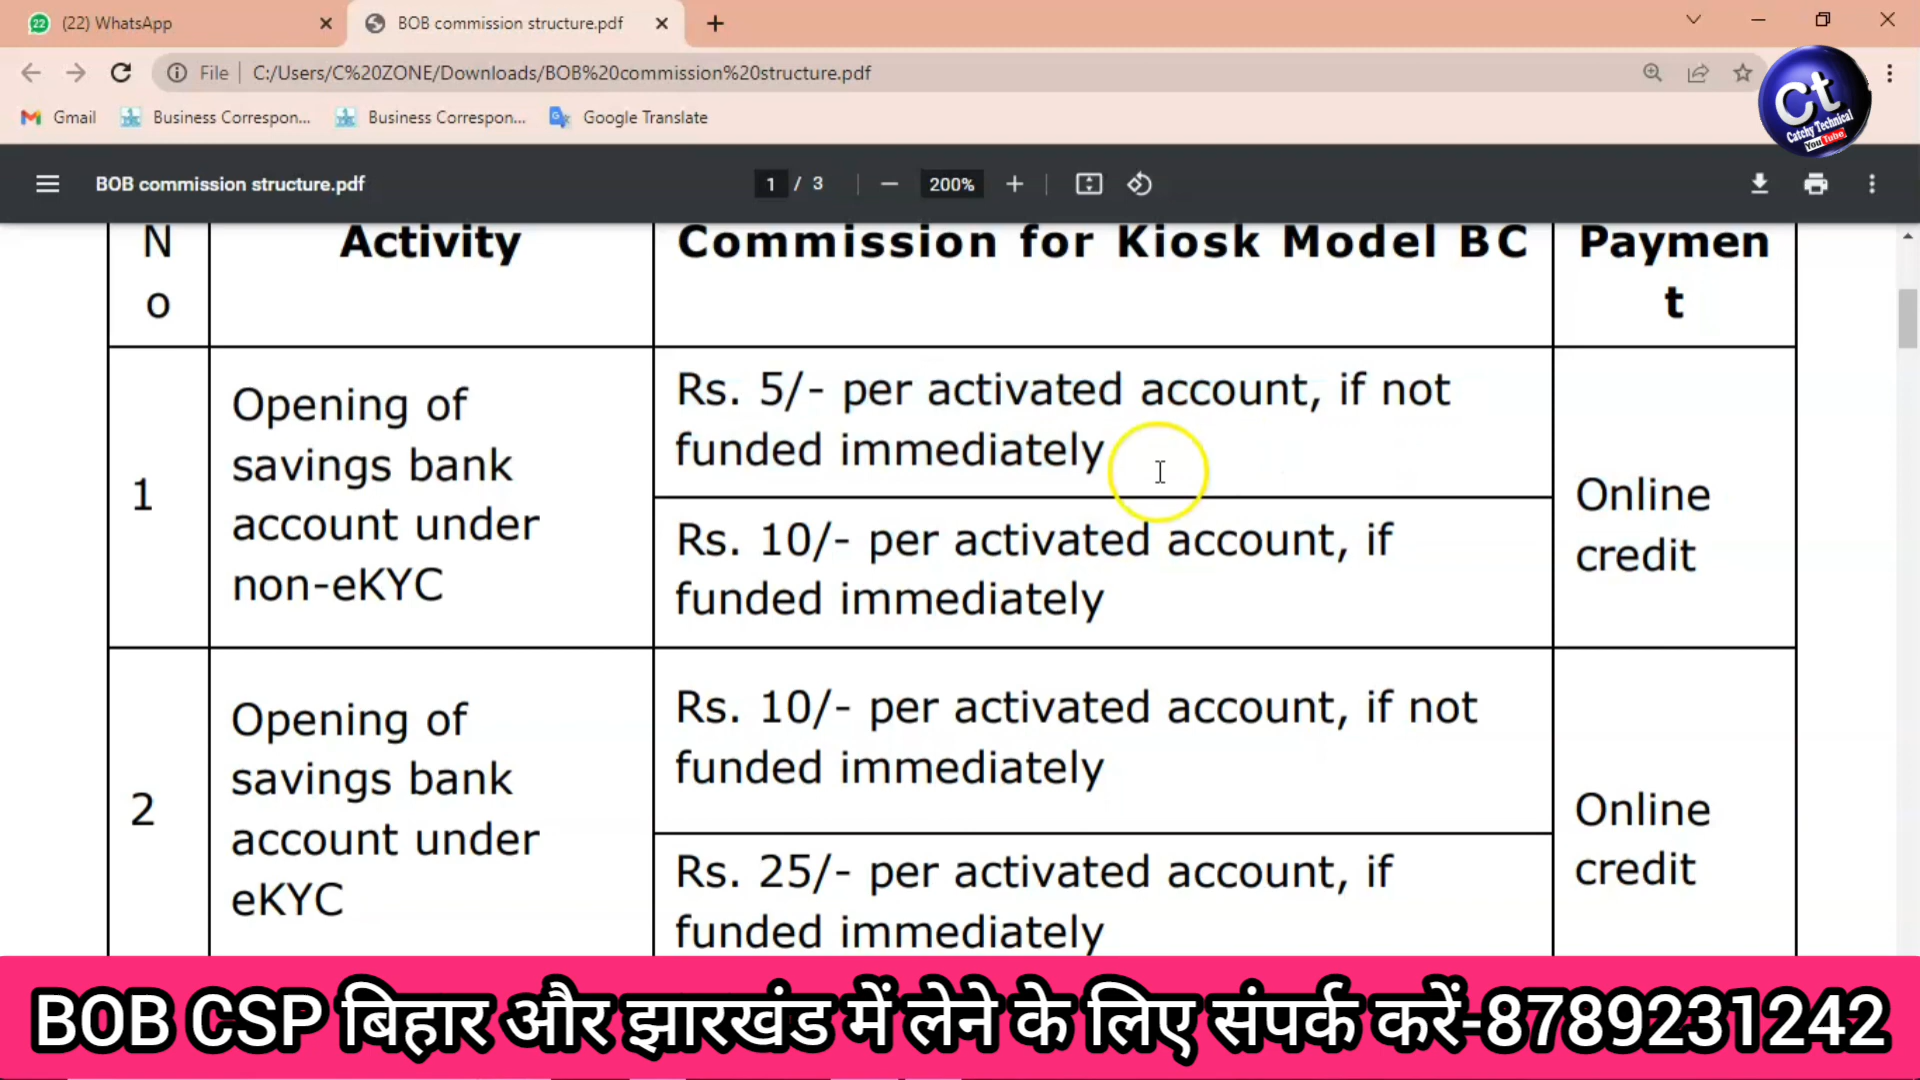 22 (22) WhatsApp
BOB commission structure.pdf
File C:/Users/C%20ZONE/Downloads/BOB%20commission%20structure.pdf
Gmail Business Correspon... Business Correspon... Google Translate
Ct
Catchy Technical
YouTube
BOB commission structure.pdf 1 / 3 200%
N
o
Activity
Commission for Kiosk Model BC
Paymen
t
1
Opening of
savings bank
account under
non-eKYC
Rs. 5/- per activated account, if not
funded immediately
Rs. 10/- per activated account, if
funded immediately
Online
credit
2
Opening of
savings bank
account under
eKYC
Rs. 10/- per activated account, if not
funded immediately
Rs. 25/- per activated account, if
funded immediately
Online
credit
BOB CSP बिहार और झारखंड में लेने के लिए संपर्क करें-8789231242